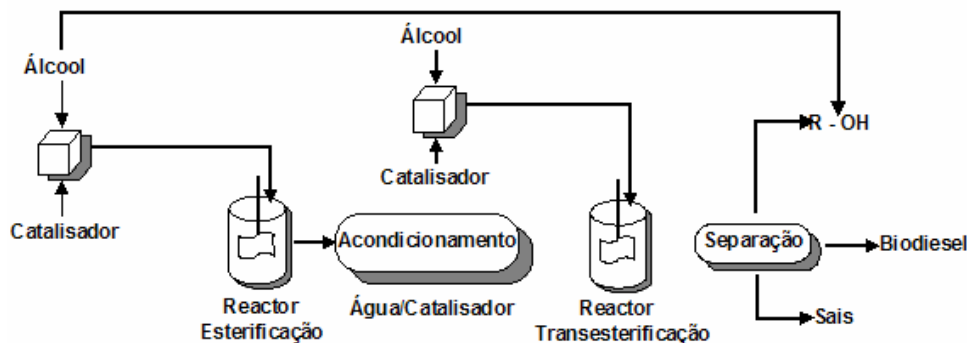 Álcool
Catalisador
Reactor
Esterificação
Acondicionamento
Água/Catalisador
Álcool
Catalisador
Reactor
Transesterificação
R - OH
Separação
Biodiesel
Sais